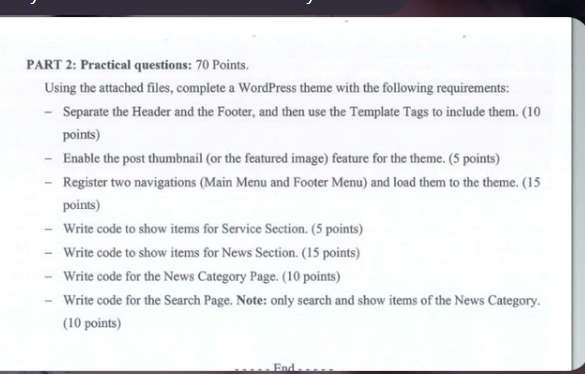 PART 2: Practical questions: 70 Points.
Using the attached files, complete a WordPress theme with the following requirements:
– Separate the Header and the Footer, and then use the Template Tags to include them. (10
points)
– Enable the post thumbnail (or the featured image) feature for the theme. (5 points)
– Register two navigations (Main Menu and Footer Menu) and load them to the theme. (15
points)
– Write code to show items for Service Section. (5 points)
– Write code to show items for News Section. (15 points)
– Write code for the News Category Page. (10 points)
– Write code for the Search Page. Note: only search and show items of the News Category.
(10 points)
----- End -----